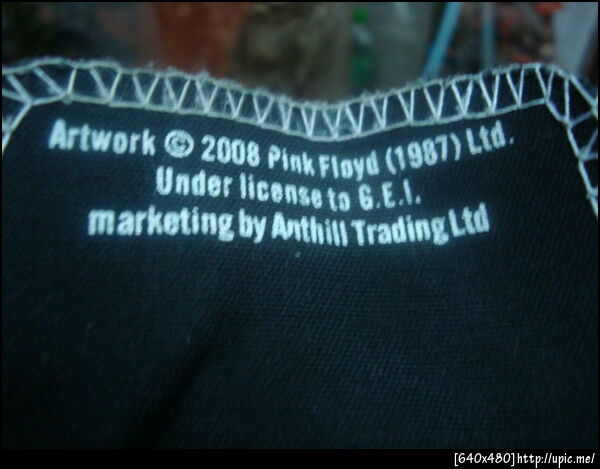 Artwork © 2008 Pink Floyd (1987) Ltd.
Under license to G.E.I.
marketing by Anthill Trading Ltd
[640x480]http://upic.me/